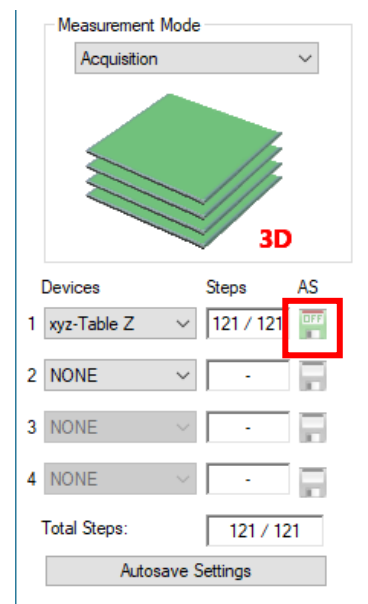 Measurement Mode
Acquisition
3D
Devices Steps AS
1 xyz-Table Z 121 / 121 OFF
2 NONE -
3 NONE -
4 NONE -
Total Steps: 121 / 121
Autosave Settings